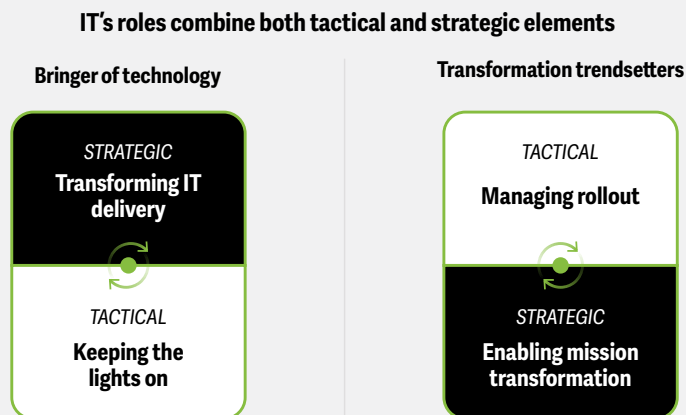 IT’s roles combine both tactical and strategic elements
Bringer of technology
STRATEGIC
Transforming IT
delivery
TACTICAL
Keeping the
lights on
Transformation trendsetters
TACTICAL
Managing rollout
STRATEGIC
Enabling mission
transformation